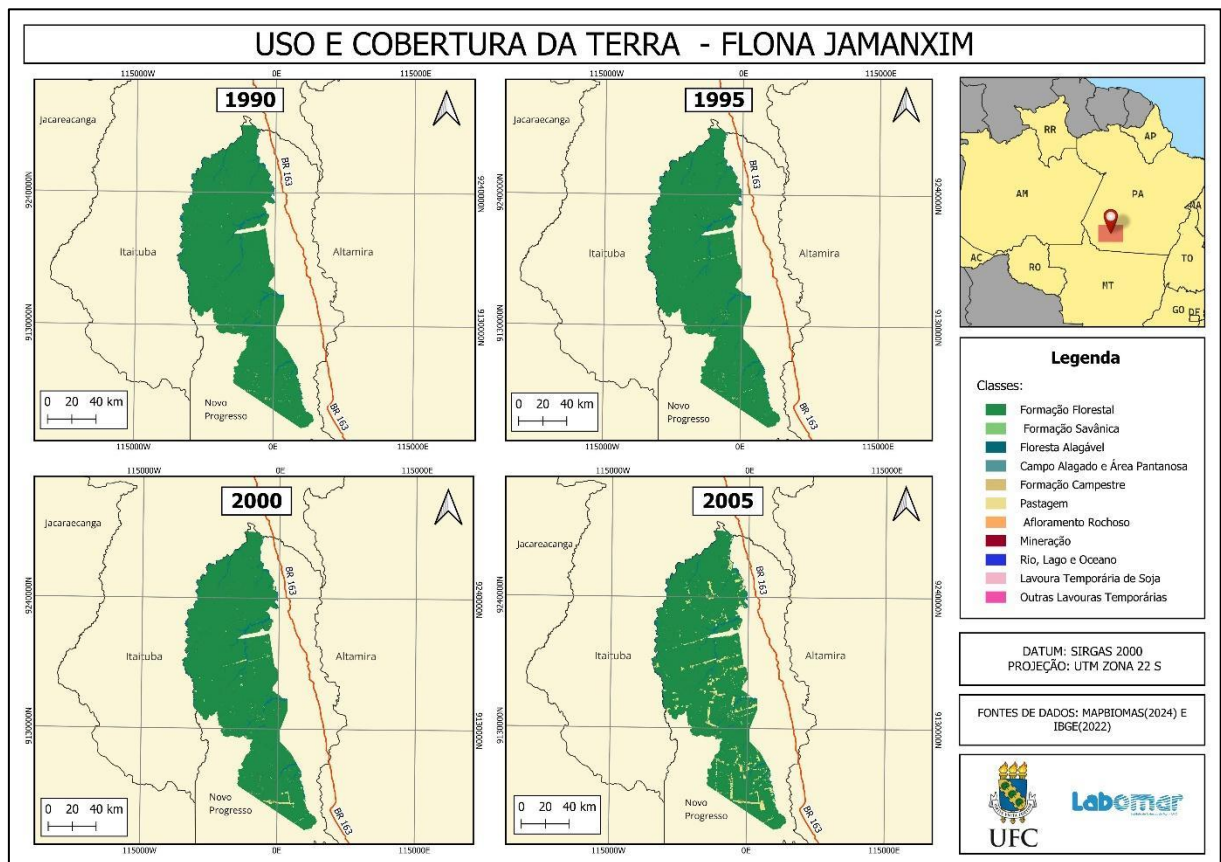 USO E COBERTURA DA TERRA - FLONA JAMANXIM
115000W 0E 115000E
1990
Jacareacanga
BR 163
9240000N
9240000N
Itaituba
Altamira
9130000N
9130000N
0 20 40 km
Novo
Progresso
BR 163
115000W 0E 115000E
115000W 0E 115000E
1995
Jacaraecanga
BR 163
9240000N
Itaituba
Altamira
9130000N
0 20 40 km
Novo
Progresso
BR 163
115000W 0E 115000E
115000W 0E 115000E
2000
Jacaraecanga
BR 163
9240000N
9240000N
Itaituba
Altamira
9130000N
9130000N
0 20 40 km
Novo
Progresso
BR 163
115000W 0E 115000E
115000W 0E 115000E
2005
Jacareacanga
BR 163
9240000N
Itaituba
Altamira
9130000N
0 20 40 km
Novo
Progresso
BR 163
115000W 0E 115000E
RR
AP
AM
PA
MA
AC
RO
MT
TO
GO
DF
Legenda
Classes:
Formação Florestal
Formação Savânica
Floresta Alagável
Campo Alagado e Área Pantanosa
Formação Campestre
Pastagem
Afloramento Rochoso
Mineração
Rio, Lago e Oceano
Lavoura Temporária de Soja
Outras Lavouras Temporárias
DATUM: SIRGAS 2000
PROJEÇÃO: UTM ZONA 22 S
FONTES DE DADOS: MAPBIOMAS(2024) E
IBGE(2022)
UFC
Labomar